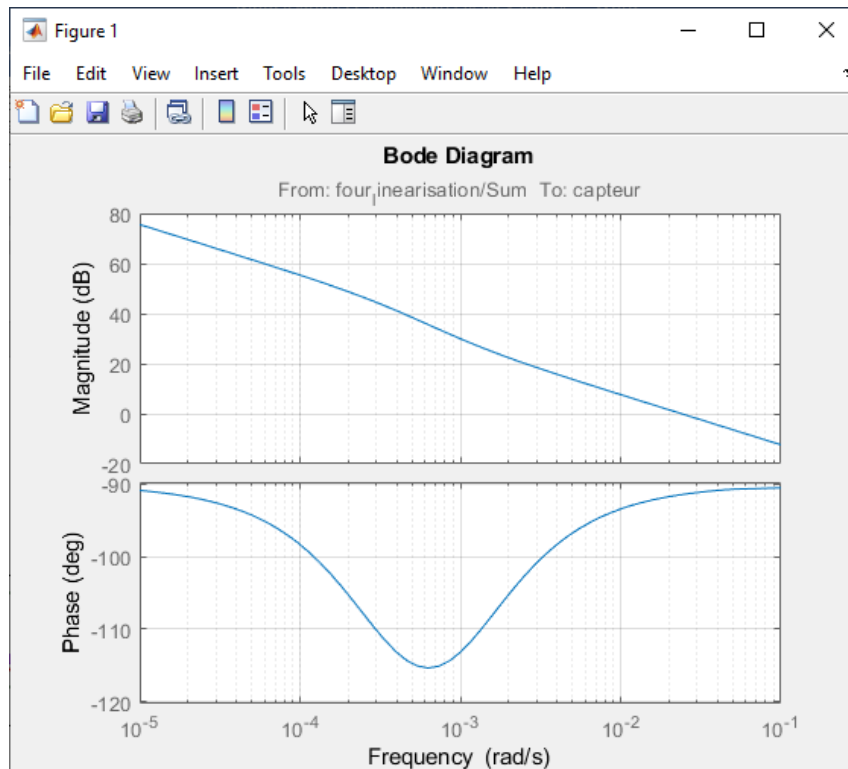 Figure 1
File Edit View Insert Tools Desktop Window Help
Bode Diagram
From: four_linearisation/Sum To: capteur
80
60
40
20
0
-20
Magnitude (dB)
-90
-100
-110
-120
Phase (deg)
10^-5 10^-4 10^-3 10^-2 10^-1
Frequency (rad/s)